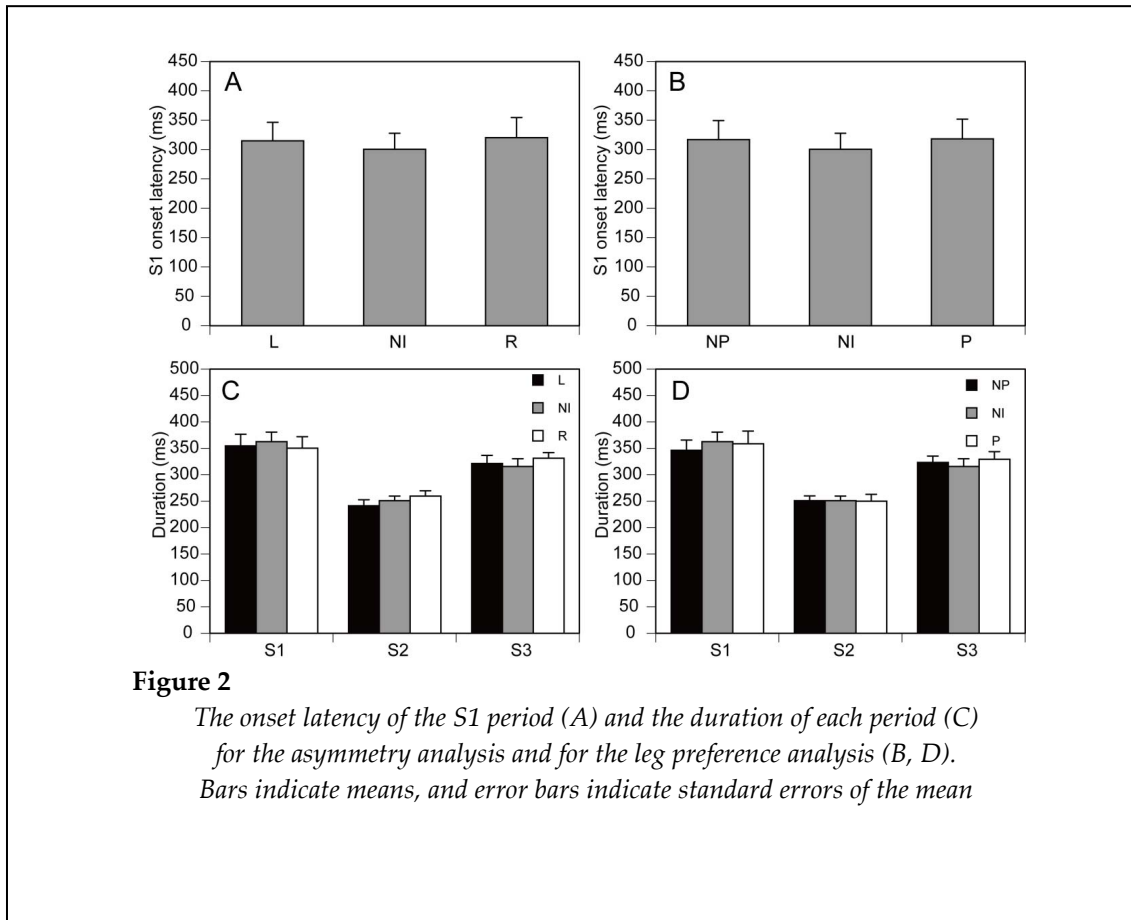 A
S1 onset latency (ms)
450
400
350
300
250
200
150
100
50
0
L NI R
B
S1 onset latency (ms)
450
400
350
300
250
200
150
100
50
0
NP NI P
C
Duration (ms)
500
450
400
350
300
250
200
150
100
50
0
L
NI
R
S1 S2 S3
D
Duration (ms)
500
450
400
350
300
250
200
150
100
50
0
NP
NI
P
S1 S2 S3
Figure 2
The onset latency of the S1 period (A) and the duration of each period (C)
for the asymmetry analysis and for the leg preference analysis (B, D).
Bars indicate means, and error bars indicate standard errors of the mean